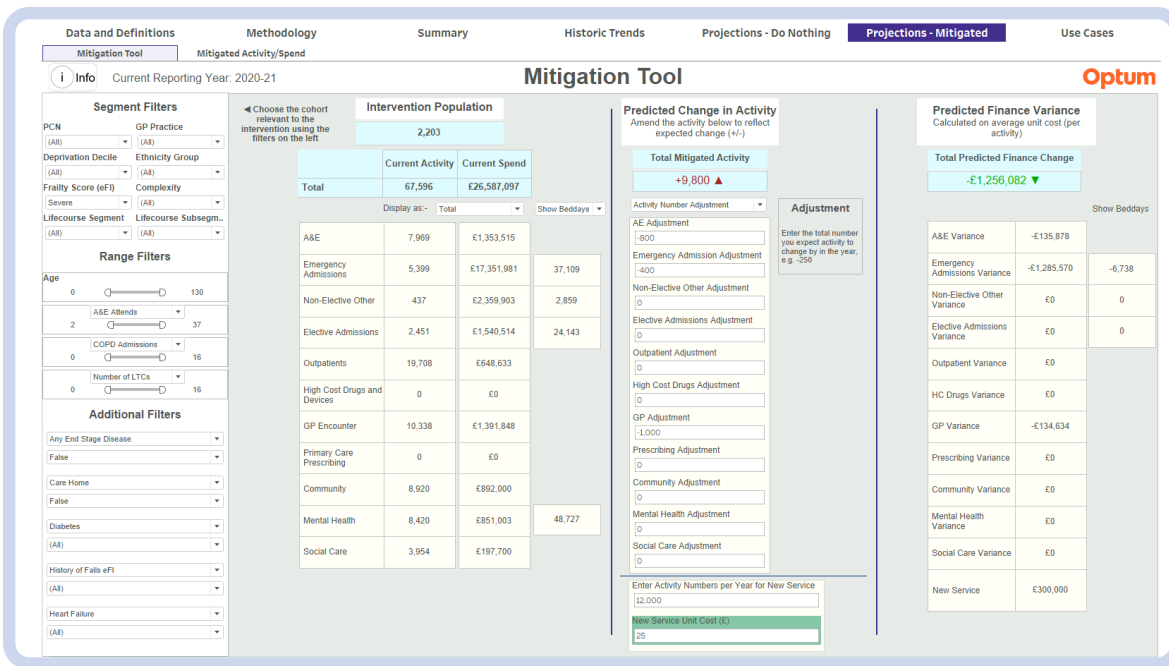 Data and Definitions
Methodology
Summary
Historic Trends
Projections - Do Nothing
Projections - Mitigated
Use Cases
Mitigation Tool
Mitigated Activity/Spend
i Info
Current Reporting Year: 2020-21
Mitigation Tool
Optum
Segment Filters
PCN
GP Practice
(All)
(All)
Deprivation Decile
Ethnicity Group
(All)
(All)
Frailty Score (eFI)
Complexity
Severe
(All)
Lifecourse Segment
Lifecourse Subsegm..
(All)
(All)
Range Filters
Age
0
130
A&E Attends
2
37
COPD Admissions
0
16
Number of LTCs
0
16
Additional Filters
Any End Stage Disease
False
Care Home
False
Diabetes
(All)
History of Falls eFI
(All)
Heart Failure
(All)
◀ Choose the cohort
relevant to the
intervention using the
filters on the left
Intervention Population
2,203
Current Activity
Current Spend
Total
67,596
£26,587,097
Display as:-
Total
Show Beddays
A&E
7,969
£1,353,515
Emergency
Admissions
5,399
£17,351,981
37,109
Non-Elective Other
437
£2,359,903
2,859
Elective Admissions
2,451
£1,540,514
24,143
Outpatients
19,708
£648,633
High Cost Drugs and
Devices
0
£0
GP Encounter
10,338
£1,391,848
Primary Care
Prescribing
0
£0
Community
8,920
£892,000
Mental Health
8,420
£851,003
48,727
Social Care
3,954
£197,700
Predicted Change in Activity
Amend the activity below to reflect
expected change (+/-)
Total Mitigated Activity
+9,800 ▲
Activity Number Adjustment
AE Adjustment
-800
Emergency Admission Adjustment
-400
Non-Elective Other Adjustment
0
Elective Admissions Adjustment
0
Outpatient Adjustment
0
High Cost Drugs Adjustment
0
GP Adjustment
-1,000
Prescribing Adjustment
0
Community Adjustment
0
Mental Health Adjustment
0
Social Care Adjustment
0
Enter Activity Numbers per Year for New Service
12,000
New Service Unit Cost (£)
25
Adjustment
Enter the total number
you expect activity to
change by in the year,
e.g. -250
Predicted Finance Variance
Calculated on average unit cost (per
activity)
Total Predicted Finance Change
-£1,256,082 ▼
Show Beddays
A&E Variance
-£135,878
Emergency
Admissions Variance
-£1,285,570
-6,738
Non-Elective Other
Variance
£0
0
Elective Admissions
Variance
£0
0
Outpatient Variance
£0
HC Drugs Variance
£0
GP Variance
-£134,634
Prescribing Variance
£0
Community Variance
£0
Mental Health
Variance
£0
Social Care Variance
£0
New Service
£300,000